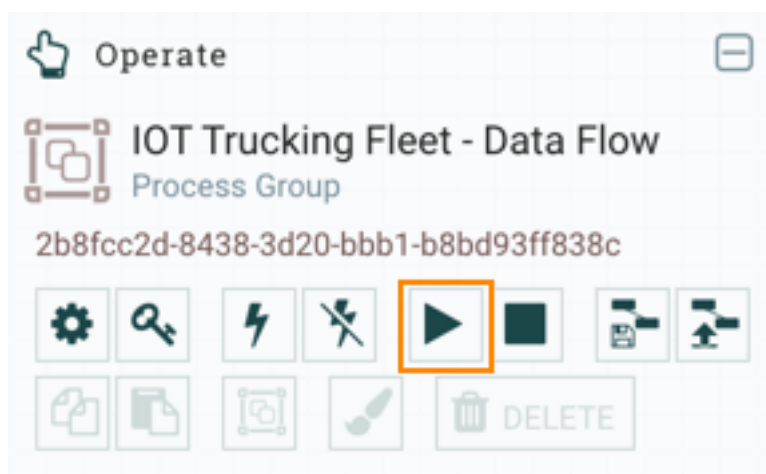 Operate
IOT Trucking Fleet - Data Flow
Process Group
2b8fcc2d-8438-3d20-bbb1-b8bd93ff838c
DELETE